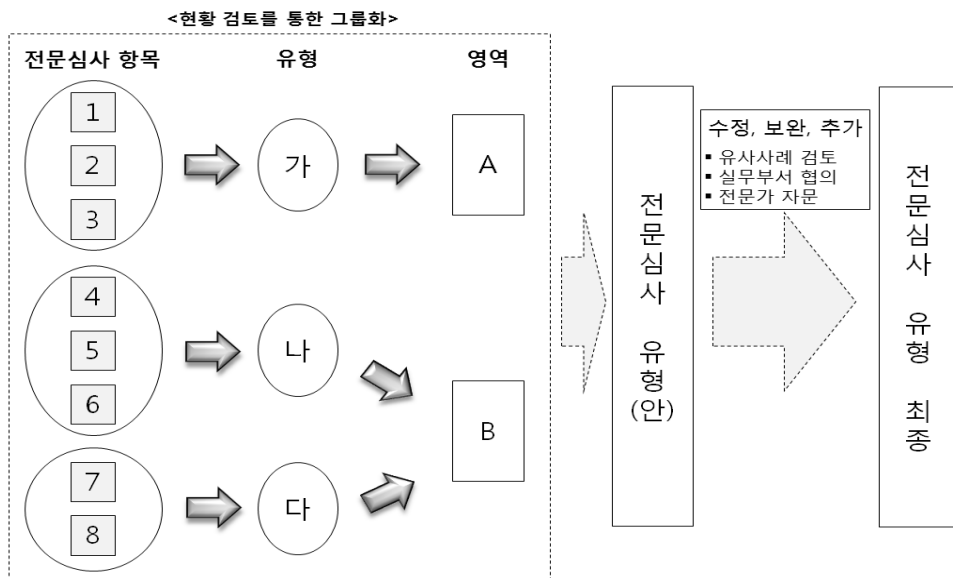 <현황 검토를 통한 그룹화>
전문심사 항목
유형
영역
1
2
3
가
A
4
5
6
나
7
8
다
B
전문심사 유형(안)
수정, 보완, 추가
▪ 유사사례 검토
▪ 실무부서 협의
▪ 전문가 자문
전문심사 유형 최종